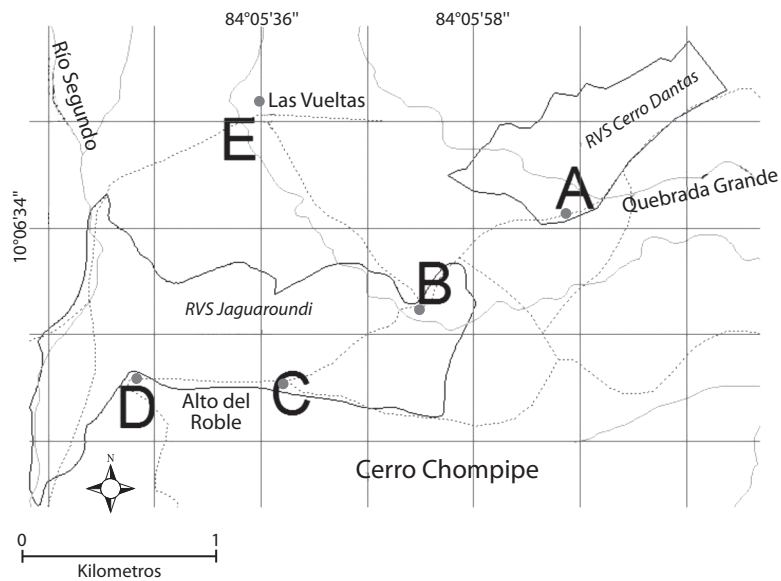 84°05'36"
84°05'58"
Río Segundo
Las Vueltas
E
RVS Cerro Dantas
A
Quebrada Grande
10°06'34"
B
RVS Jaguaroundi
D
Alto del
Roble
C
N
Cerro Chompipe
0
1
Kilometros